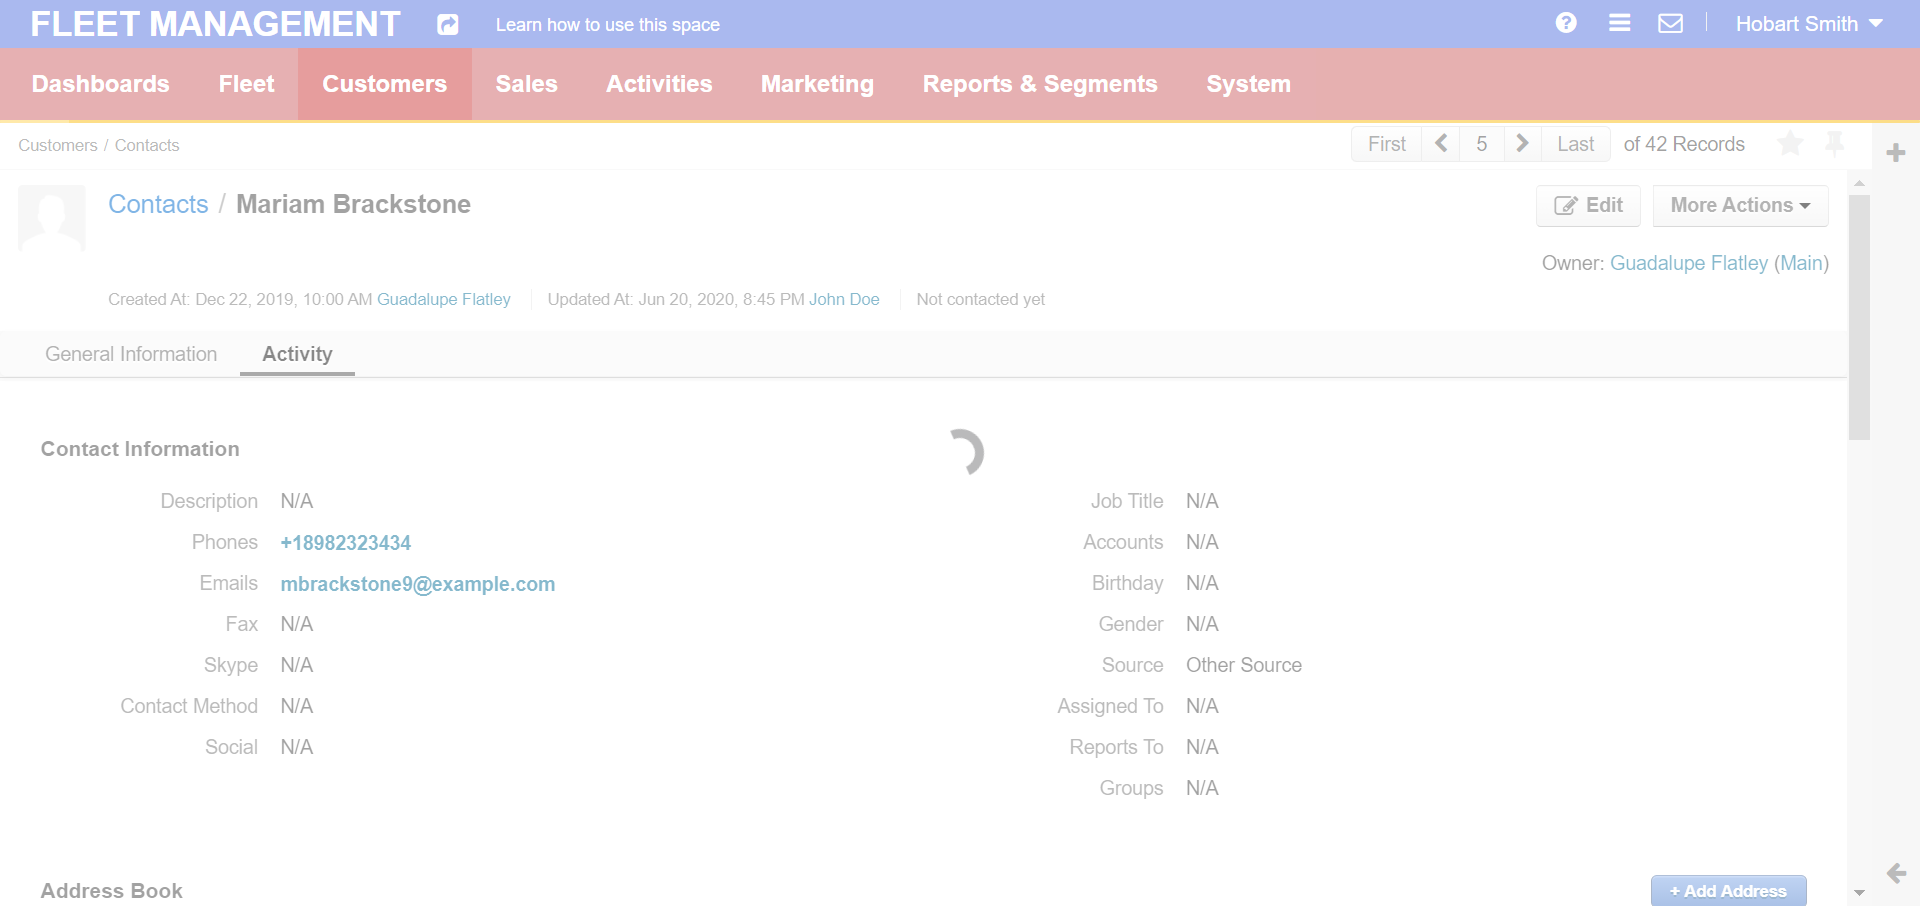 FLEET MANAGEMENT Learn how to use this space Hobart Smith
Dashboards Fleet Customers Sales Activities Marketing Reports & Segments System
Customers / Contacts First 5 Last of 42 Records
Contacts / Mariam Brackstone Edit More Actions
Owner: Guadalupe Flatley (Main)
Created At: Dec 22, 2019, 10:00 AM Guadalupe Flatley Updated At: Jun 20, 2020, 8:45 PM John Doe Not contacted yet
General Information Activity
Contact Information
Description N/A Job Title N/A
Phones +18982323434 Accounts N/A
Emails mbrackstone9@example.com Birthday N/A
Fax N/A Gender N/A
Skype N/A Source Other Source
Contact Method N/A Assigned To N/A
Social N/A Reports To N/A
Groups N/A
Address Book + Add Address